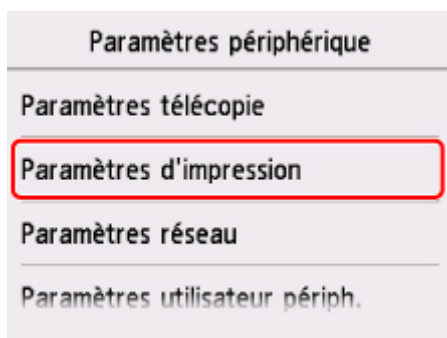 Paramètres périphérique
Paramètres télécopie
Paramètres d'impression
Paramètres réseau
Paramètres utilisateur périph.